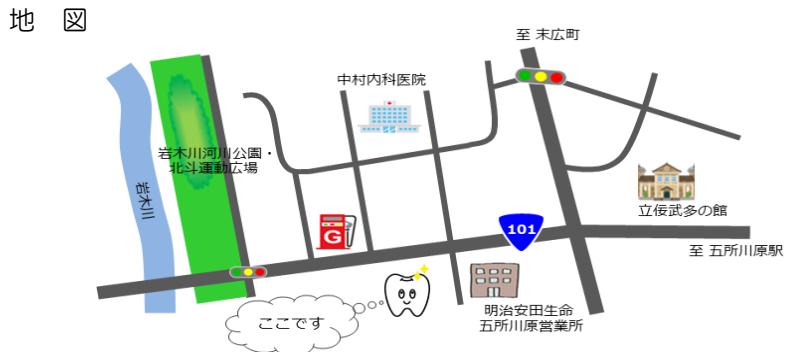 地 図
至 末広町
中村内科医院
岩木川河川公園・
北斗運動広場
岩木川
G
101
立佞武多の館
至 五所川原駅
ここです
明治安田生命
五所川原営業所